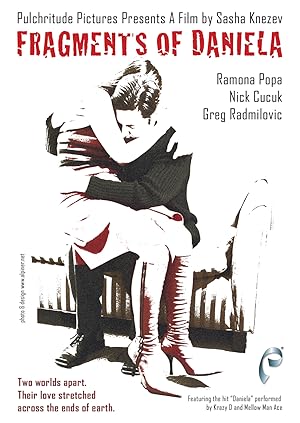 Pulchritude Pictures Presents A Film by Sasha Knezev
FRAGMENTS OF DANIELA
Ramona Popa
Nick Cucuk
Greg Radmilovic
Two worlds apart.
Their love stretched
across the ends of earth.
Featuring the hit "Daniela" performed
by Krazy D and Mellow Man Ace